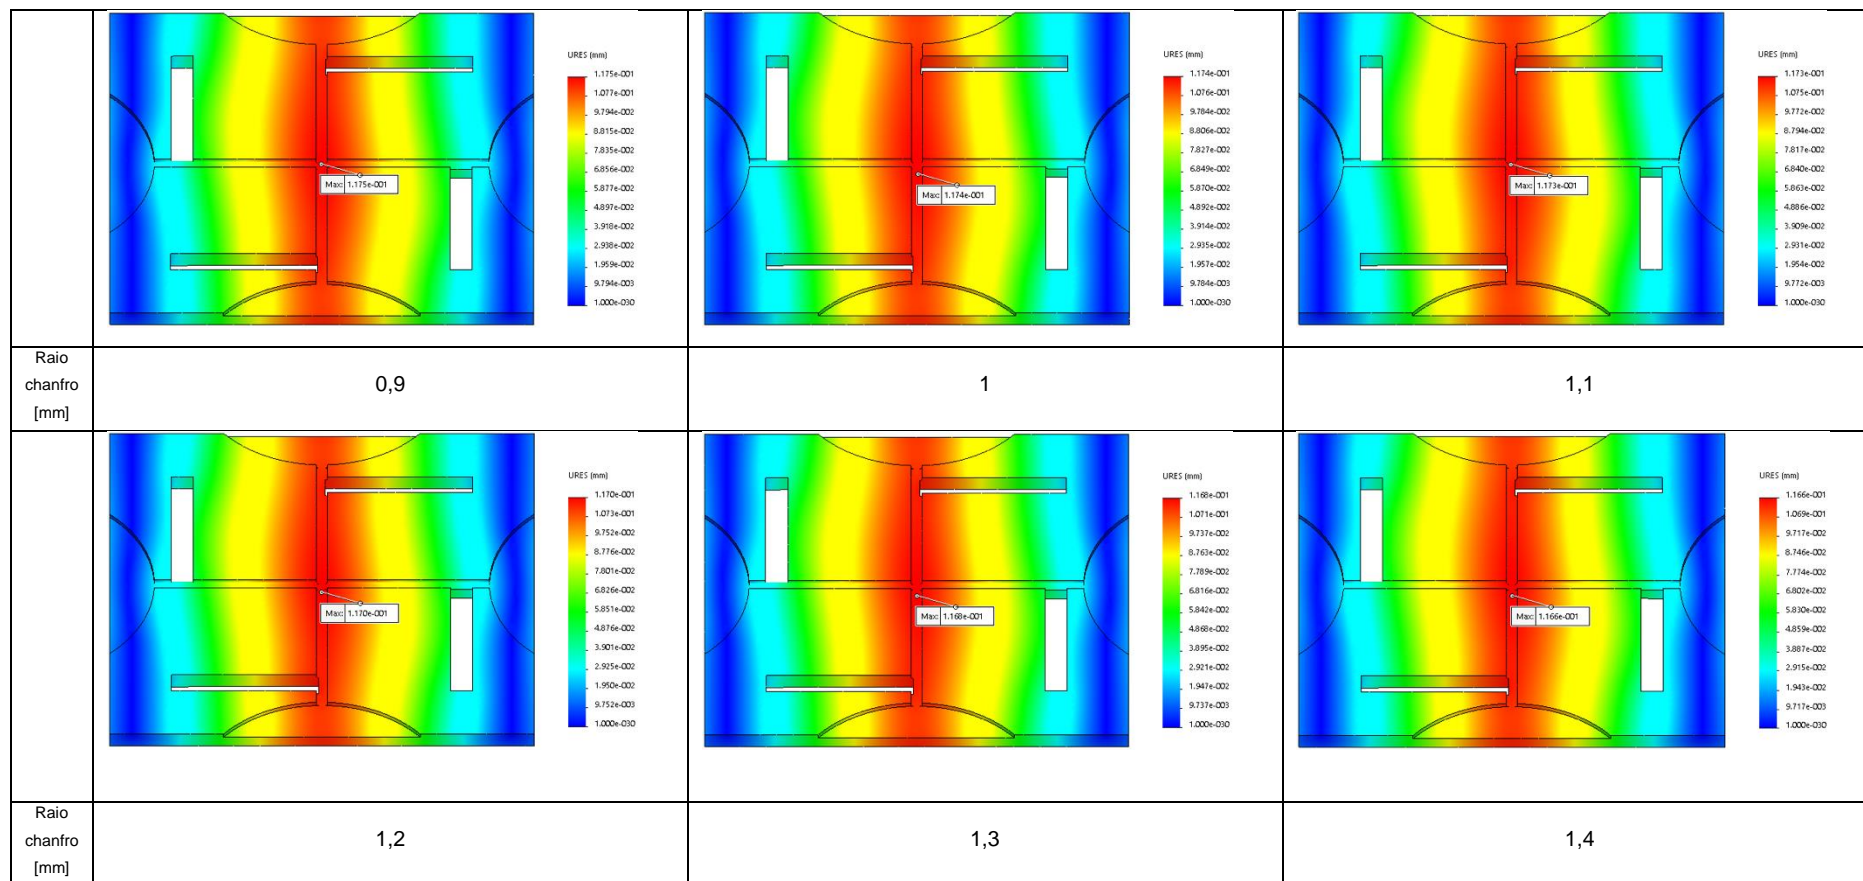 URES (mm)
1.175e-001
1.077e-001
9.794e-002
8.815e-002
7.835e-002
6.856e-002
5.877e-002
4.897e-002
3.918e-002
2.938e-002
1.959e-002
9.794e-003
1.000e-030
Max: 1.175e-001
URES (mm)
1.174e-001
1.076e-001
9.784e-002
8.806e-002
7.827e-002
6.849e-002
5.870e-002
4.892e-002
3.914e-002
2.935e-002
1.957e-002
9.784e-003
1.000e-030
Max: 1.174e-001
URES (mm)
1.173e-001
1.075e-001
9.772e-002
8.794e-002
7.817e-002
6.840e-002
5.863e-002
4.886e-002
3.909e-002
2.931e-002
1.954e-002
9.772e-003
1.000e-030
Max: 1.173e-001
Raio
chanfro
[mm]
0,9
1
1,1
URES (mm)
1.170e-001
1.073e-001
9.752e-002
8.776e-002
7.801e-002
6.826e-002
5.851e-002
4.876e-002
3.901e-002
2.925e-002
1.950e-002
9.752e-003
1.000e-030
Max: 1.170e-001
URES (mm)
1.168e-001
1.071e-001
9.737e-002
8.763e-002
7.789e-002
6.816e-002
5.842e-002
4.868e-002
3.895e-002
2.921e-002
1.947e-002
9.737e-003
1.000e-030
Max: 1.168e-001
URES (mm)
1.166e-001
1.069e-001
9.717e-002
8.746e-002
7.774e-002
6.802e-002
5.830e-002
4.859e-002
3.887e-002
2.915e-002
1.943e-002
9.717e-003
1.000e-030
Max: 1.166e-001
Raio
chanfro
[mm]
1,2
1,3
1,4